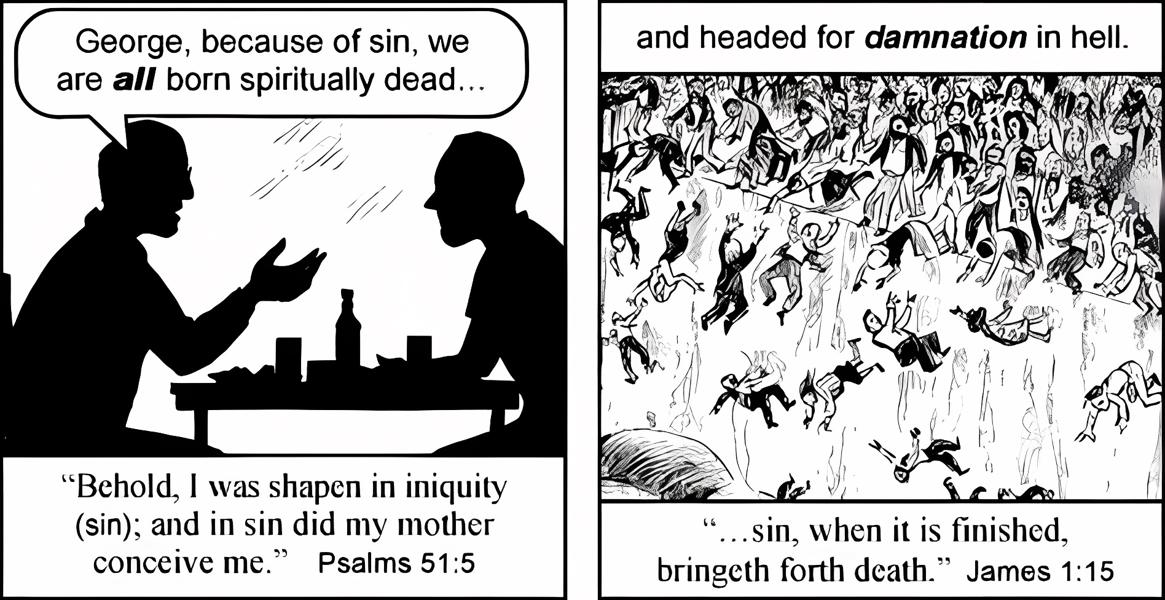 George, because of sin, we
are all born spiritually dead...
"Behold, I was shapen in iniquity
(sin); and in sin did my mother
conceive me." Psalms 51:5
and headed for damnation in hell.
"...sin, when it is finished,
bringeth forth death." James 1:15